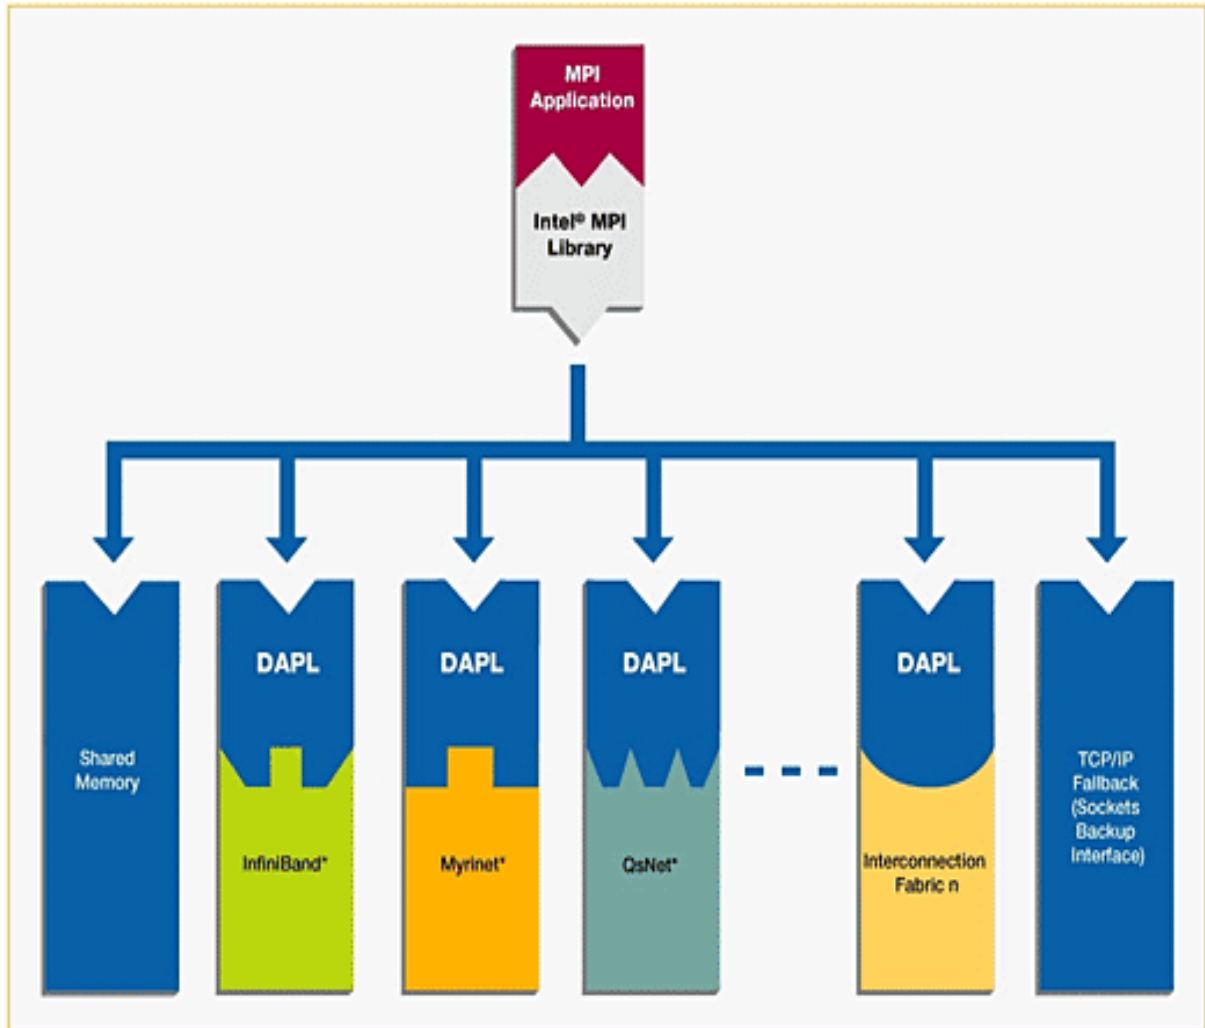 MPI
Application
Intel® MPI
Library
DAPL
DAPL
DAPL
DAPL
Shared
Memory
InfiniBand*
Myrinet*
QsNet*
Interconnection
Fabric n
TCP/IP
Fallback
(Sockets
Backup
Interface)